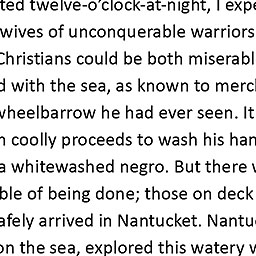 ted twelve-o’clock-at-night, I expe
wives of unconquerable warriors
Christians could be both miserabl
d with the sea, as known to merc
wheelbarrow he had ever seen. It
n coolly proceeds to wash his han
a whitewashed negro. But there w
ble of being done; those on deck
afely arrived in Nantucket. Nantu
on the sea, explored this watery w